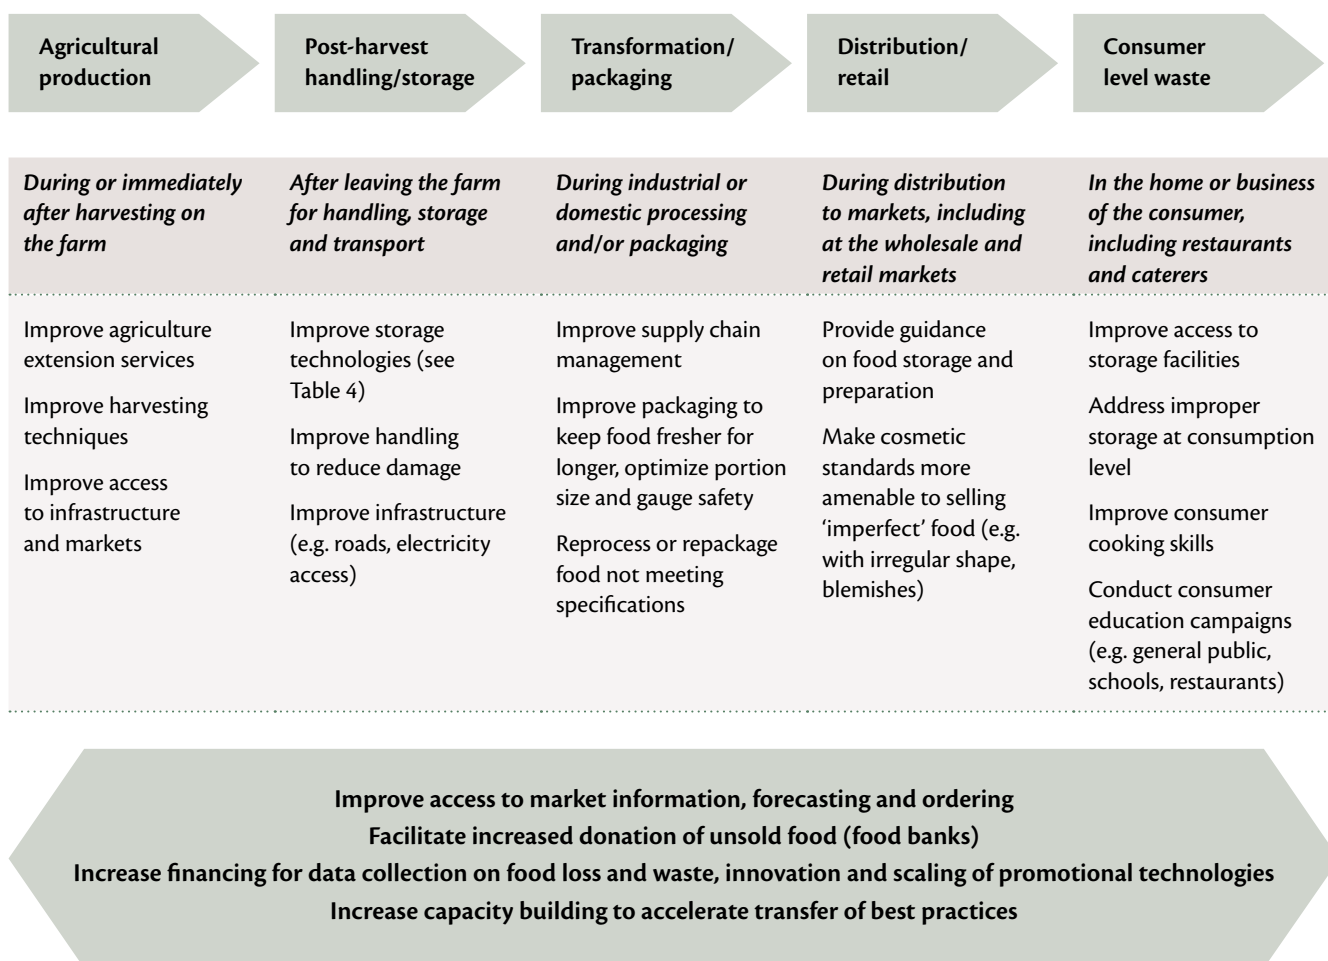 Agricultural
production
Post-harvest
handling/storage
Transformation/
packaging
Distribution/
retail
Consumer
level waste
During or immediately
after harvesting on
the farm
After leaving the farm
for handling, storage
and transport
During industrial or
domestic processing
and/or packaging
During distribution
to markets, including
at the wholesale and
retail markets
In the home or business
of the consumer,
including restaurants
and caterers
Improve agriculture
extension services
Improve harvesting
techniques
Improve access
to infrastructure
and markets
Improve storage
technologies (see
Table 4)
Improve handling
to reduce damage
Improve infrastructure
(e.g. roads, electricity
access)
Improve supply chain
management
Improve packaging to
keep food fresher for
longer, optimize portion
size and gauge safety
Reprocess or repackage
food not meeting
specifications
Provide guidance
on food storage and
preparation
Make cosmetic
standards more
amenable to selling
‘imperfect’ food (e.g.
with irregular shape,
blemishes)
Improve access to
storage facilities
Address improper
storage at consumption
level
Improve consumer
cooking skills
Conduct consumer
education campaigns
(e.g. general public,
schools, restaurants)
Improve access to market information, forecasting and ordering
Facilitate increased donation of unsold food (food banks)
Increase financing for data collection on food loss and waste, innovation and scaling of promotional technologies
Increase capacity building to accelerate transfer of best practices